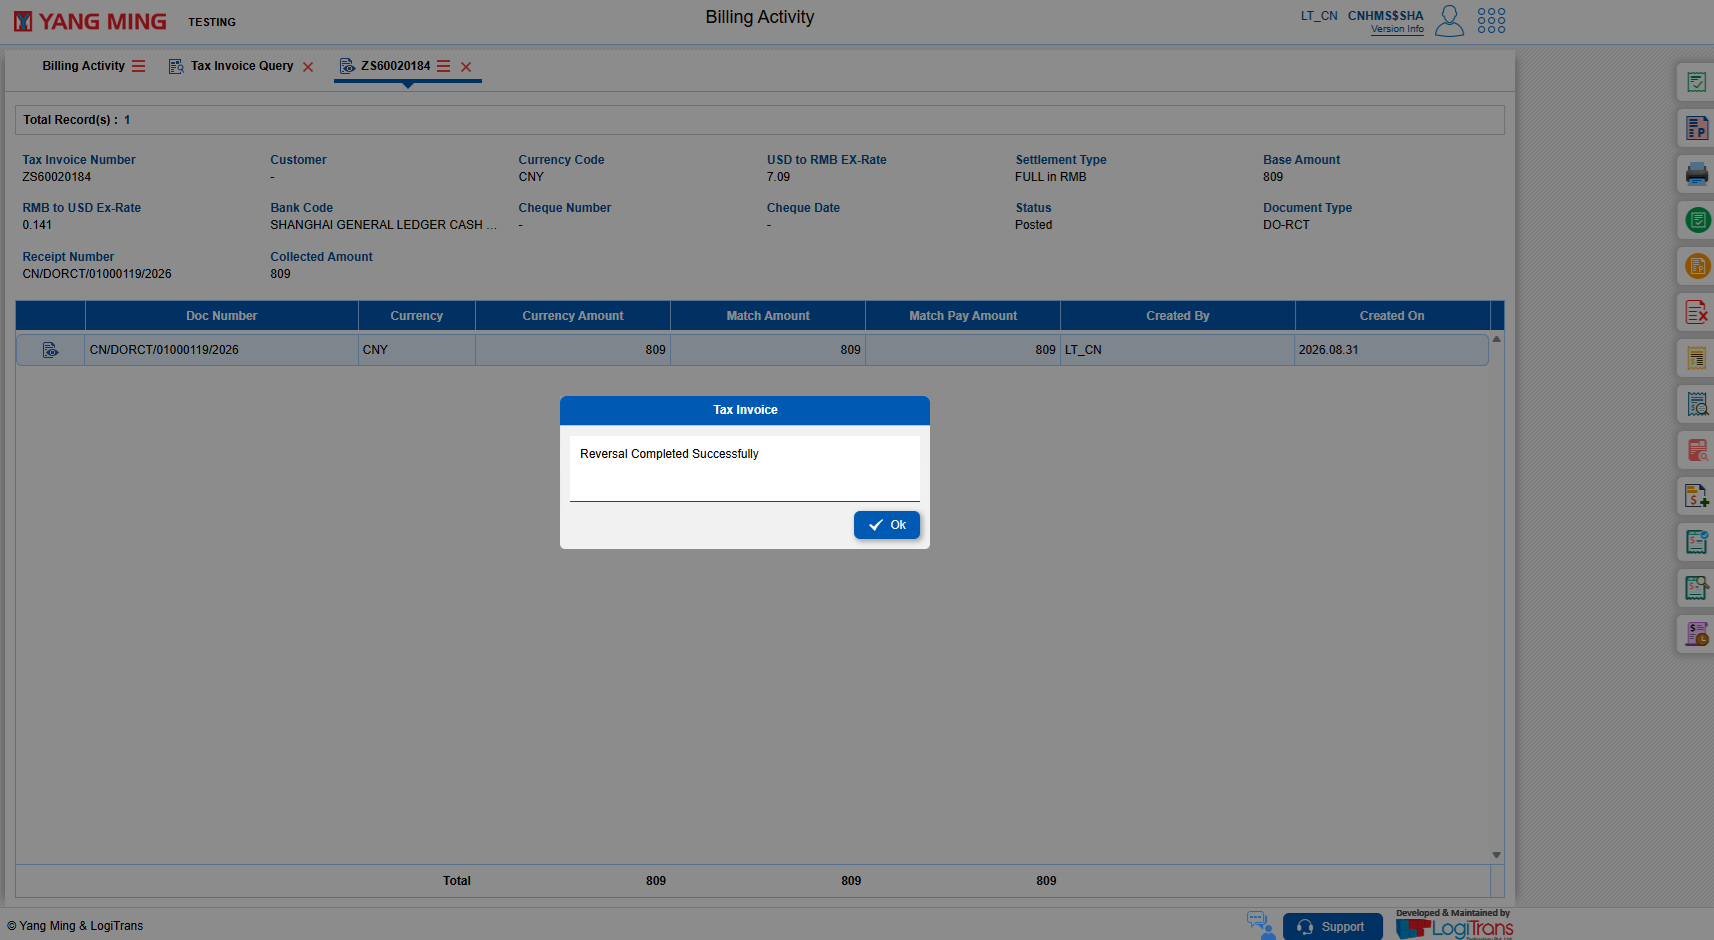 YANG MING TESTING
Billing Activity
LT_CN CNHMS$SHA
Version Info
Billing Activity
Tax Invoice Query
ZS60020184
Total Record(s) : 1
Tax Invoice Number Customer Currency Code USD to RMB EX-Rate Settlement Type Base Amount
ZS60020184 - CNY 7.09 FULL in RMB 809
RMB to USD Ex-Rate Bank Code Cheque Number Cheque Date Status Document Type
0.141 SHANGHAI GENERAL LEDGER CASH ... - - Posted DO-RCT
Receipt Number Collected Amount
CN/DORCT/01000119/2026 809
Doc Number Currency Currency Amount Match Amount Match Pay Amount Created By Created On
CN/DORCT/01000119/2026 CNY 809 809 809 LT_CN 2026.08.31
Tax Invoice
Reversal Completed Successfully
Ok
Total 809 809 809
© Yang Ming & LogiTrans
Support
Developed & Maintained by
LogiTrans